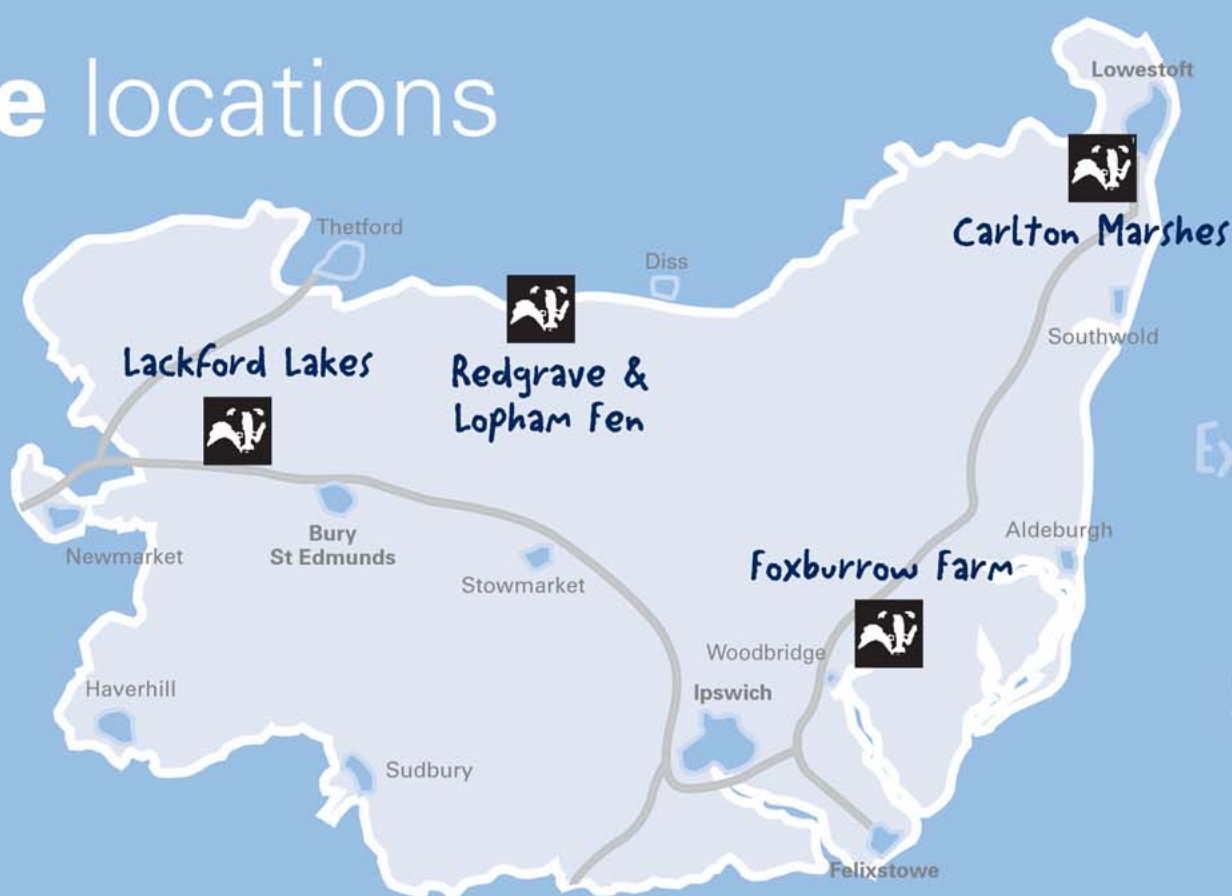 e locations
Lowestoft
Carlton Marshes
Thetford
Diss
Southwold
Lackford Lakes
Redgrave &
Lopham Fen
Newmarket
Bury
St Edmunds
Stowmarket
Aldeburgh
Foxburrow Farm
Woodbridge
Ipswich
Haverhill
Sudbury
Felixstowe